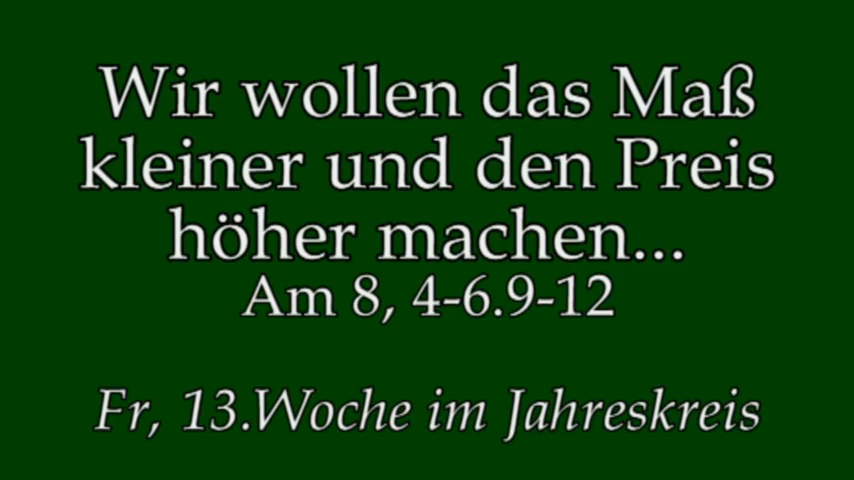 Wir wollen das Maß
kleiner und den Preis
höher machen...
Am 8, 4-6.9-12
Fr, 13.Woche im Jahreskreis